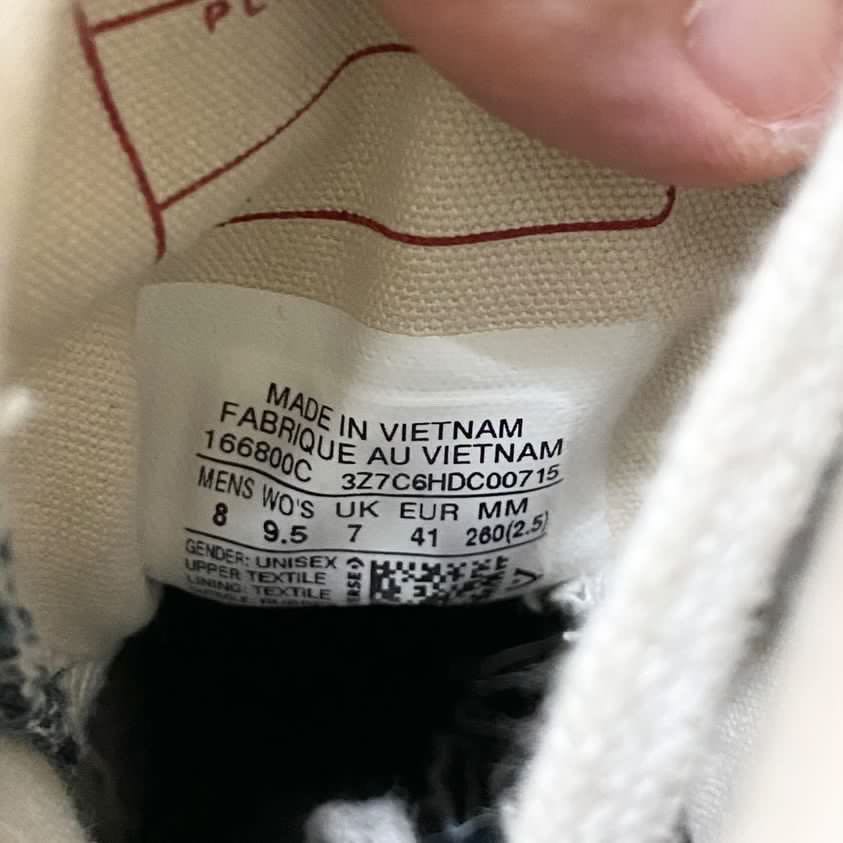 PL
MADE IN VIETNAM
FABRIQUE AU VIETNAM
166800C 3Z7C6HDC00715
MENS WO'S UK EUR MM
8 9.5 7 41 260(2.5)
GENDER: UNISEX
UPPER TEXTILE
LINING: TEXTILE